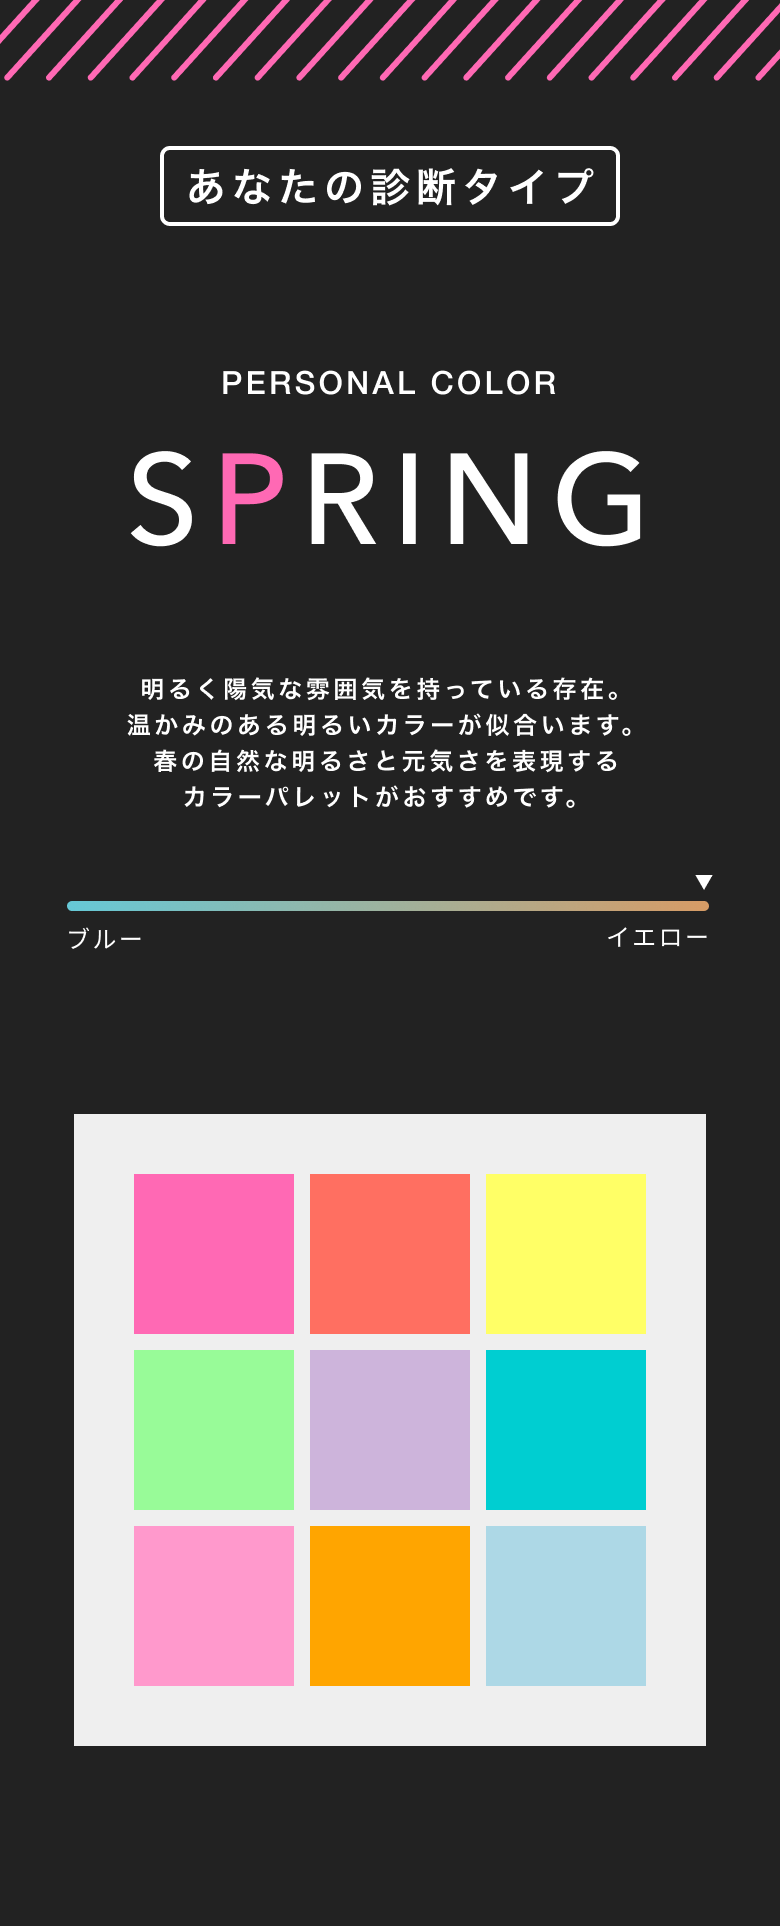 あなたの診断タイプ
PERSONAL COLOR
SPRING
明るく陽気な雰囲気を持っている存在。
温かみのある明るいカラーが似合います。
春の自然な明るさと元気さを表現する
カラーパレットがおすすめです。
▼
ブルー
イエロー